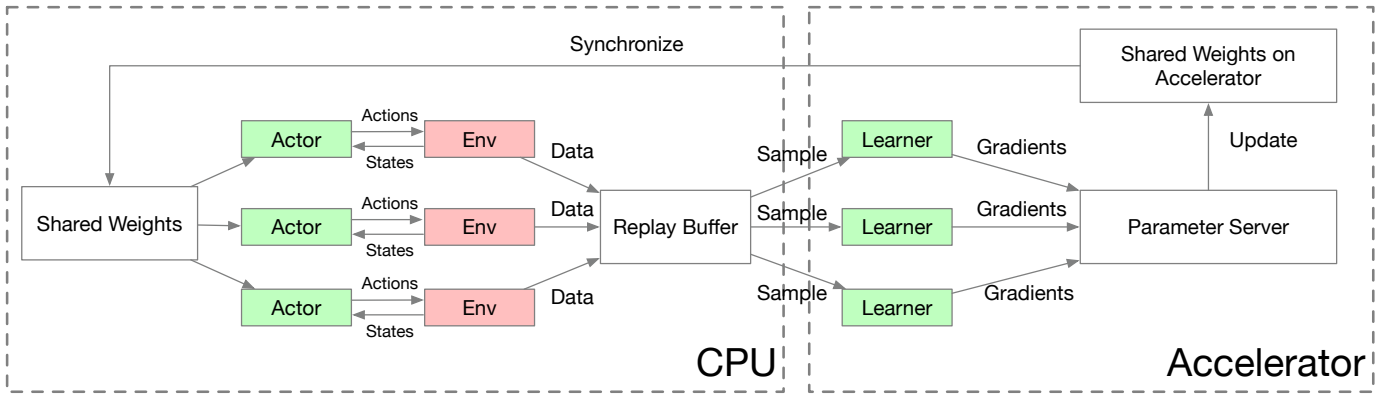 Synchronize
Shared Weights on
Accelerator
Actions
Actor
Env
States
Data
Sample
Learner
Gradients
Update
Shared Weights
Actions
Actor
Env
States
Data
Replay Buffer
Sample
Learner
Gradients
Parameter Server
Actions
Actor
Env
States
Data
Sample
Learner
Gradients
CPU
Accelerator